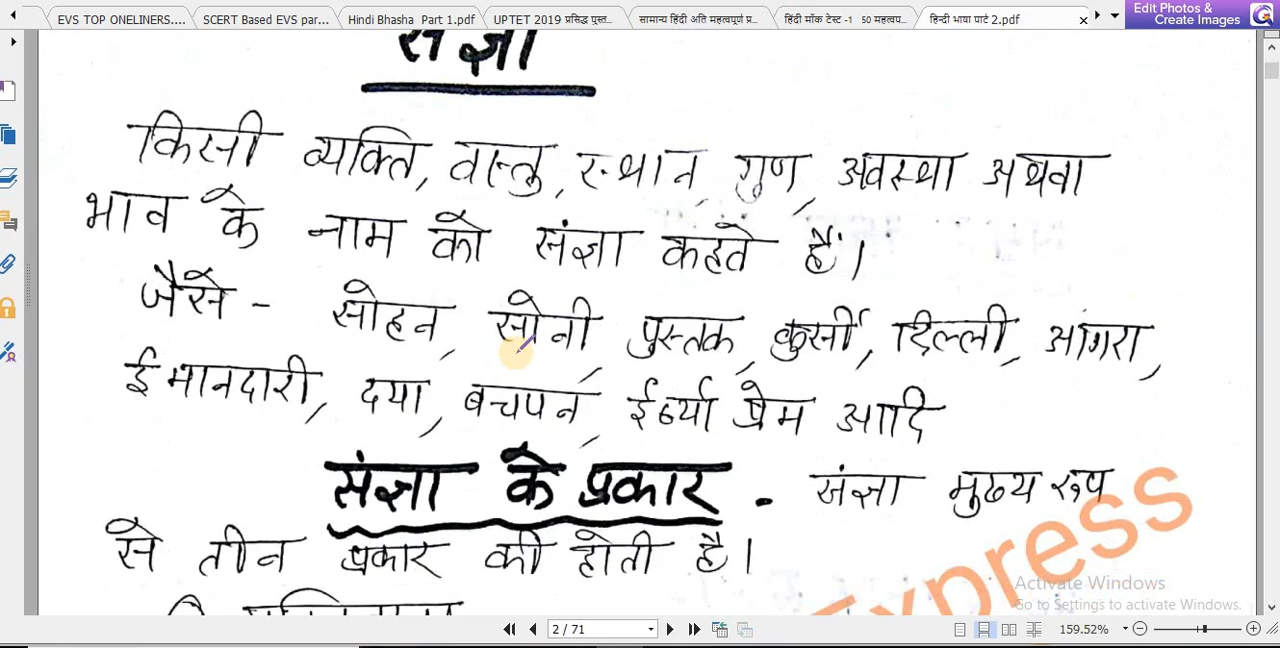 EVS TOP ONELINERS.... SCERT Based EVS par... Hindi Bhasha Part 1.pdf UPTET 2019 प्रसिद्ध पुस्त... सामान्य हिंदी अति महत्वपूर्ण प्र... हिंदी मॉक टेस्ट -1 50 महत्वप... हिन्दी भाषा पार्ट 2.pdf
Edit Photos &
Create Images
संज्ञा
किसी व्यक्ति, वास्तु, स्थान, गुण, अवस्था अथवा
भाव के नाम को संज्ञा कहते हैं।
जैसे - सोहन, सोनी, पुस्तक, कुर्सी, दिल्ली, आगरा,
ईमानदारी, दया, बचपन, ईर्ष्या प्रेम आदि
संज्ञा के प्रकार - संज्ञा मुख्य रूप
से तीन प्रकार की होती है।
Express
Activate Windows
Go to Settings to activate Windows.
2 / 71
159.52%